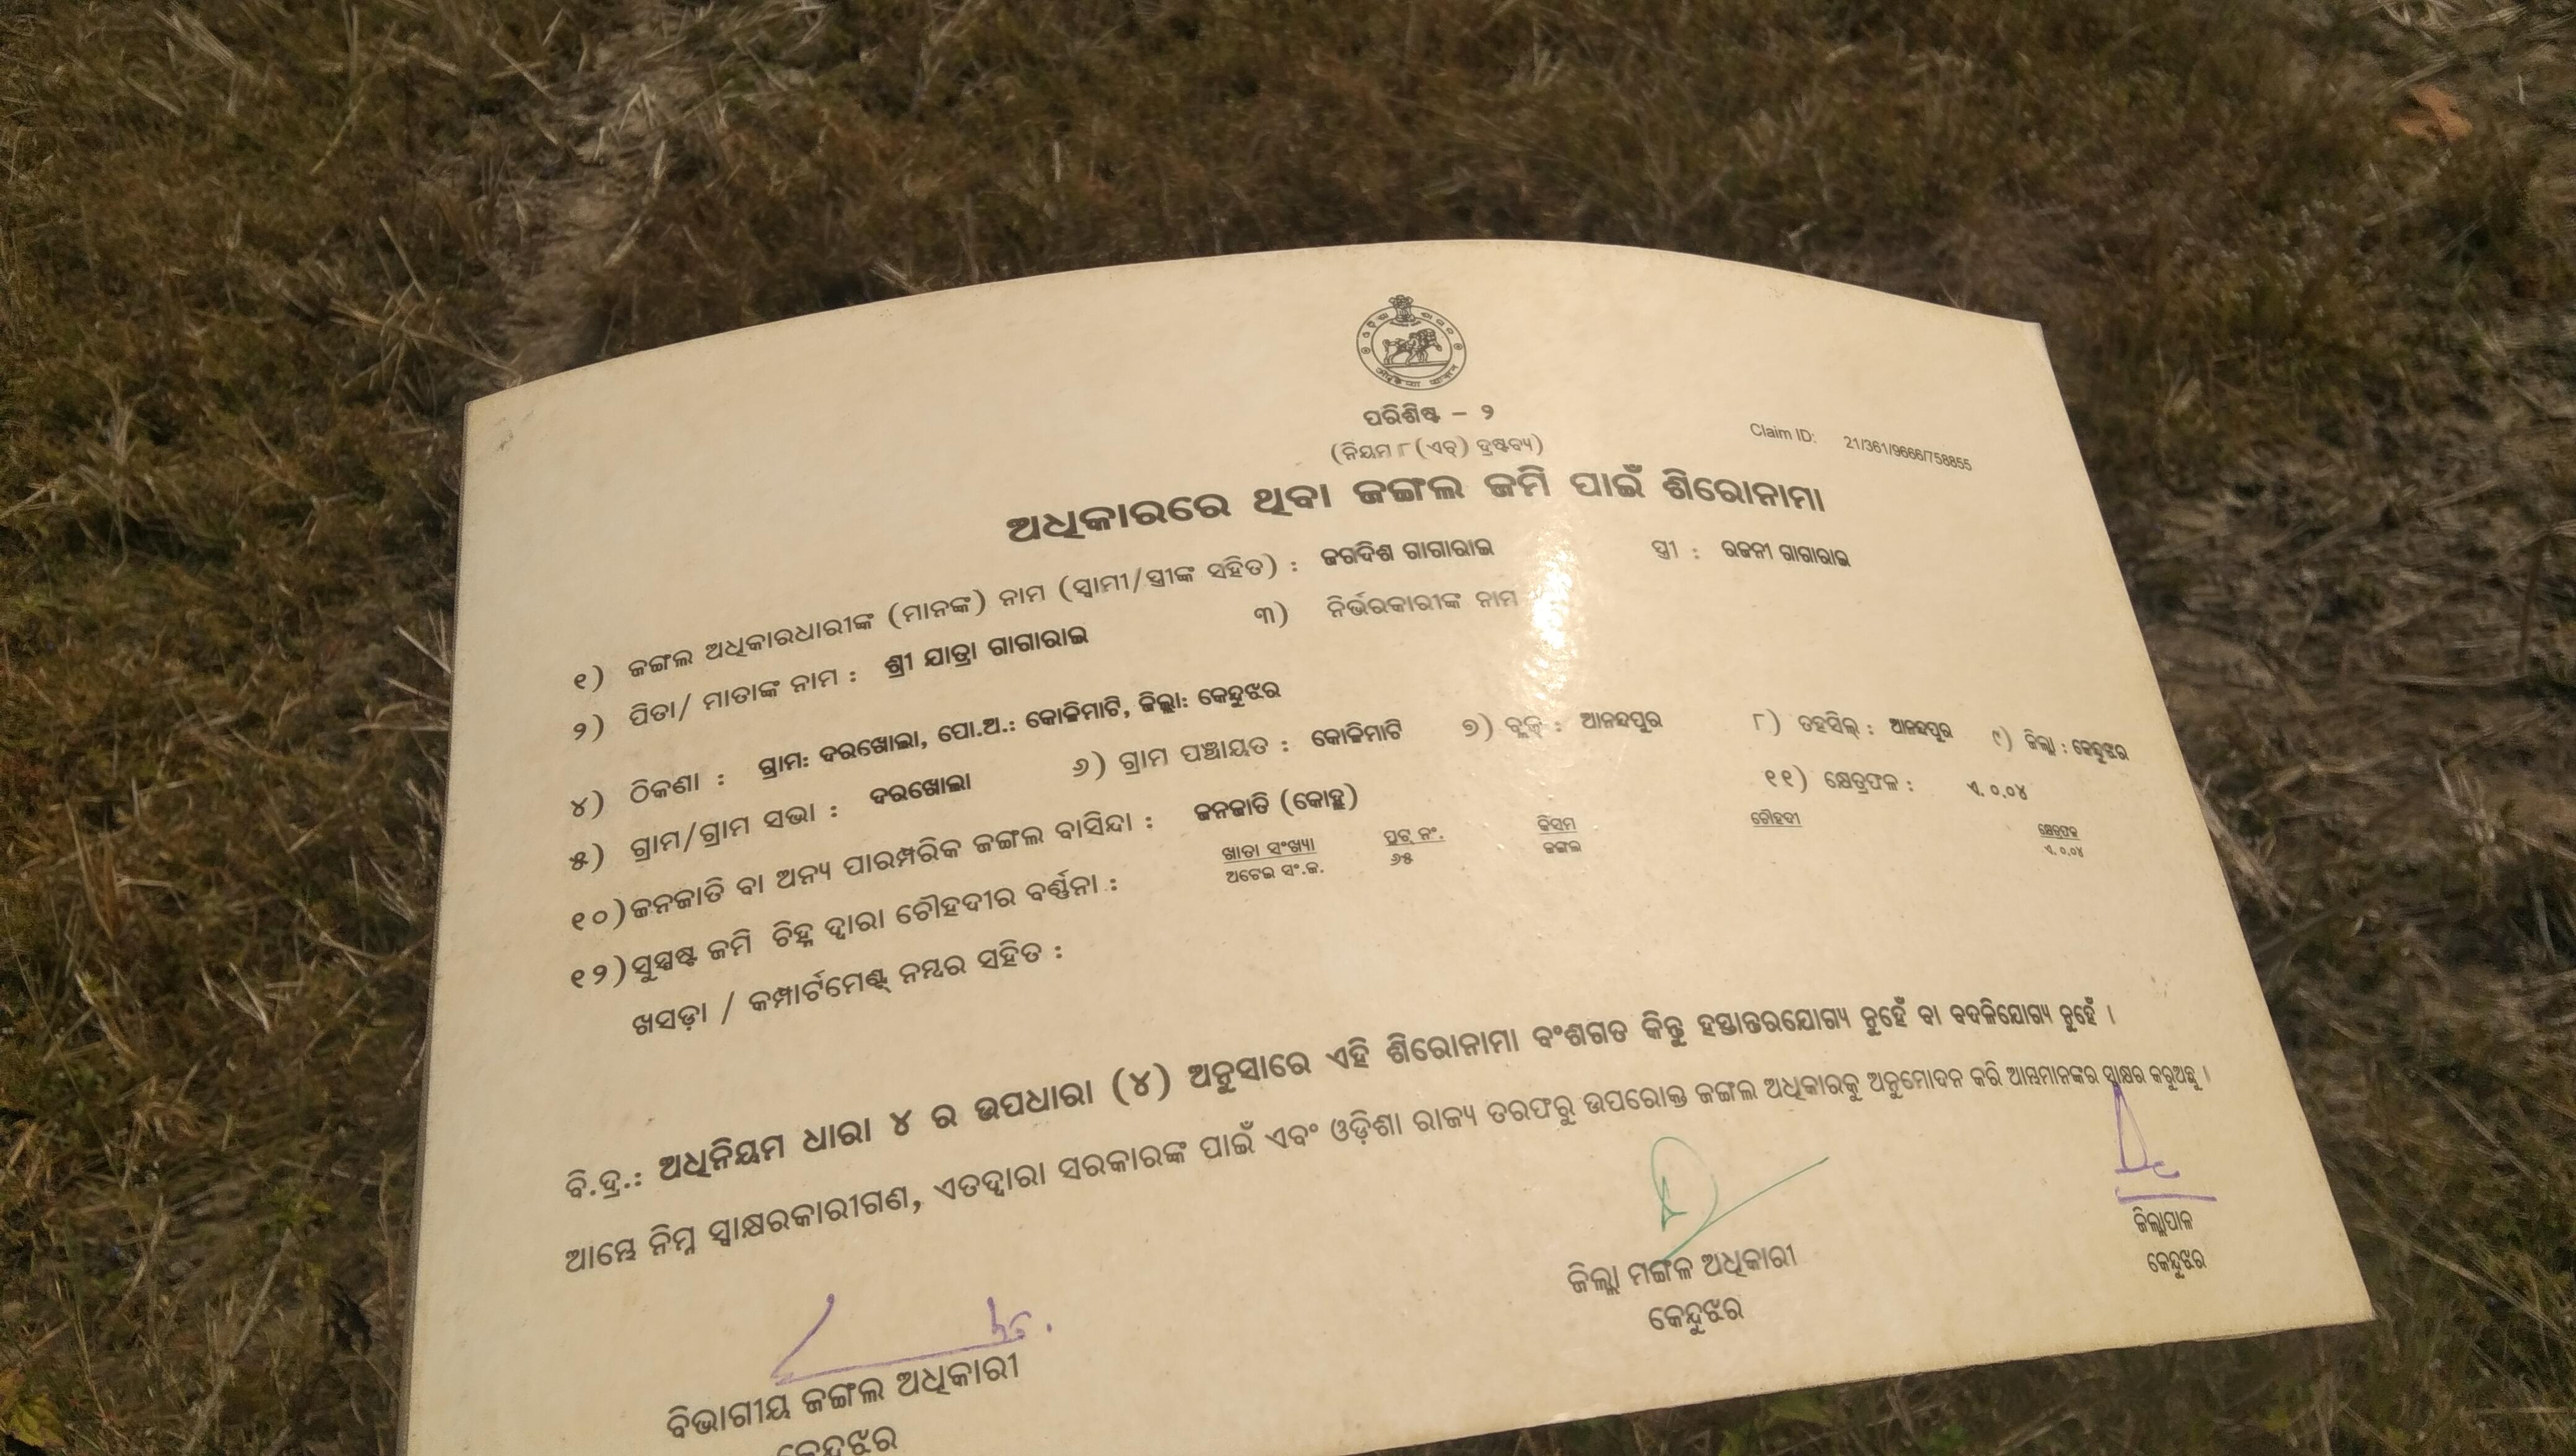 ପରିଶିଷ୍ଟ – ୨
(ନିୟମ ୮(ଏଚ୍) ଦ୍ରଷ୍ଟବ୍ୟ)
Claim ID: 21/361/9666/758855
ଅଧିକାରରେ ଥିବା ଜଙ୍ଗଲ ଜମି ପାଇଁ ଶିରୋନାମା
୧) ଜଙ୍ଗଲ ଅଧିକାରଧାରୀଙ୍କ (ମାନଙ୍କ) ନାମ (ସ୍ୱାମୀ/ସ୍ତ୍ରୀଙ୍କ ସହିତ) : ଜଗଦିଶ ଗାଗାରାଇ ସ୍ତ୍ରୀ : ରଜନୀ ଗାଗାରାଇ
୨) ପିତା/ ମାତାଙ୍କ ନାମ : ଶ୍ରୀ ଯାତ୍ରା ଗାଗାରାଇ ୩) ନିର୍ଭରକାରୀଙ୍କ ନାମ
୪) ଠିକଣା : ଗ୍ରାମ: ଦରଖୋଲା, ପୋ.ଅ.: କୋଳିମାଟି, ଜିଲ୍ଲା: କେନ୍ଦୁଝର
୫) ଗ୍ରାମ/ଗ୍ରାମ ସଭା : ଦରଖୋଲା ୬) ଗ୍ରାମ ପଞ୍ଚାୟତ : କୋଳିମାଟି ୭) ବ୍ଲକ୍ : ଆନନ୍ଦପୁର ୮) ତହସିଲ୍ : ଆନନ୍ଦପୁର ୯) ଜିଲ୍ଲା : କେନ୍ଦୁଝର
୧୦) ଜନଜାତି ବା ଅନ୍ୟ ପାରମ୍ପରିକ ଜଙ୍ଗଲ ବାସିନ୍ଦା : ଜନଜାତି (କୋହ୍ଲ) ୧୧) କ୍ଷେତ୍ରଫଳ : ଏ. ୦.୦୪
୧୨) ସୁସ୍ପଷ୍ଟ ଜମି ଚିହ୍ନ ଦ୍ୱାରା ଚୌହଦୀର ବର୍ଣ୍ଣନା : ଖାତା ସଂଖ୍ୟା ପ୍ଲଟ୍ ନଂ. କିସମ ଚୌହଦୀ କ୍ଷେତ୍ରଫଳ
ଅଟେଇ ସଂ.କ. ୬୫ ଜଙ୍ଗଲ ଏ. ୦.୦୪
ଖସଡ଼ା / କମ୍ପାର୍ଟମେଣ୍ଟ୍ ନମ୍ବର ସହିତ :
ବି.ଦ୍ର.: ଅଧିନିୟମ ଧାରା ୪ ର ଉପଧାରା (୪) ଅନୁସାରେ ଏହି ଶିରୋନାମା ବଂଶଗତ କିନ୍ତୁ ହସ୍ତାନ୍ତରଯୋଗ୍ୟ ନୁହେଁ ବା ବଦଳିଯୋଗ୍ୟ ନୁହେଁ ।
ଆମ୍ଭେ ନିମ୍ନ ସ୍ୱାକ୍ଷରକାରୀଗଣ, ଏତଦ୍ୱାରା ସରକାରଙ୍କ ପାଇଁ ଏବଂ ଓଡ଼ିଶା ରାଜ୍ୟ ତରଫରୁ ଉପରୋକ୍ତ ଜଙ୍ଗଲ ଅଧିକାରକୁ ଅନୁମୋଦନ କରି ଆମ୍ଭମାନଙ୍କର ସ୍ୱାକ୍ଷର କରୁଅଛୁ ।
ବିଭାଗୀୟ ଜଙ୍ଗଲ ଅଧିକାରୀ
କେନ୍ଦୁଝର
ଜିଲ୍ଲା ମଙ୍ଗଳ ଅଧିକାରୀ
କେନ୍ଦୁଝର
ଜିଲ୍ଲାପାଳ
କେନ୍ଦୁଝର